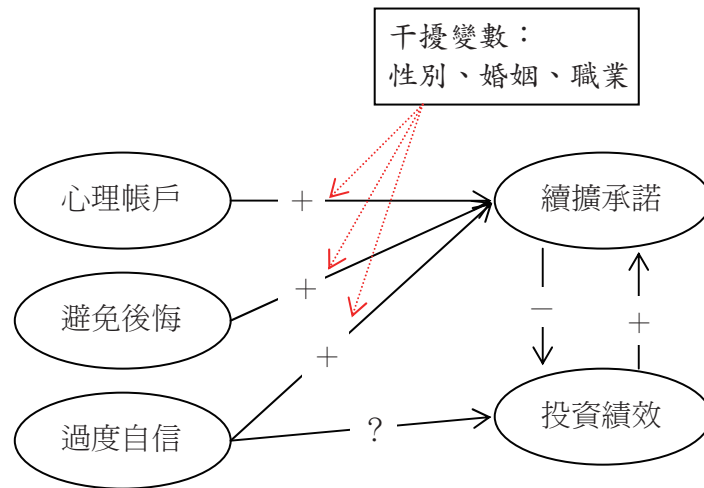 干擾變數：
性別、婚姻、職業
心理帳戶
+
續擴承諾
避免後悔
+
−
+
+
過度自信
?
投資績效